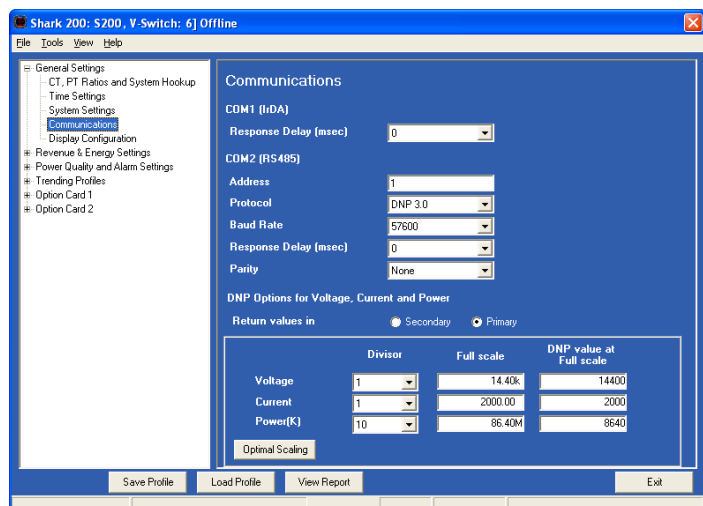 Shark 200: S200, V-Switch: 6] Offline
File Tools View Help
General Settings
CT, PT Ratios and System Hookup
Time Settings
System Settings
Communications
Display Configuration
Revenue & Energy Settings
Power Quality and Alarm Settings
Trending Profiles
Option Card 1
Option Card 2
Communications
COM1 (IrDA)
Response Delay (msec) 0
COM2 (RS485)
Address 1
Protocol DNP 3.0
Baud Rate 57600
Response Delay (msec) 0
Parity None
DNP Options for Voltage, Current and Power
Return values in Secondary Primary
Divisor Full scale DNP value at Full scale
Voltage 1 14.40k 14400
Current 1 2000.00 2000
Power(K) 10 86.40M 8640
Optimal Scaling
Save Profile Load Profile View Report Exit